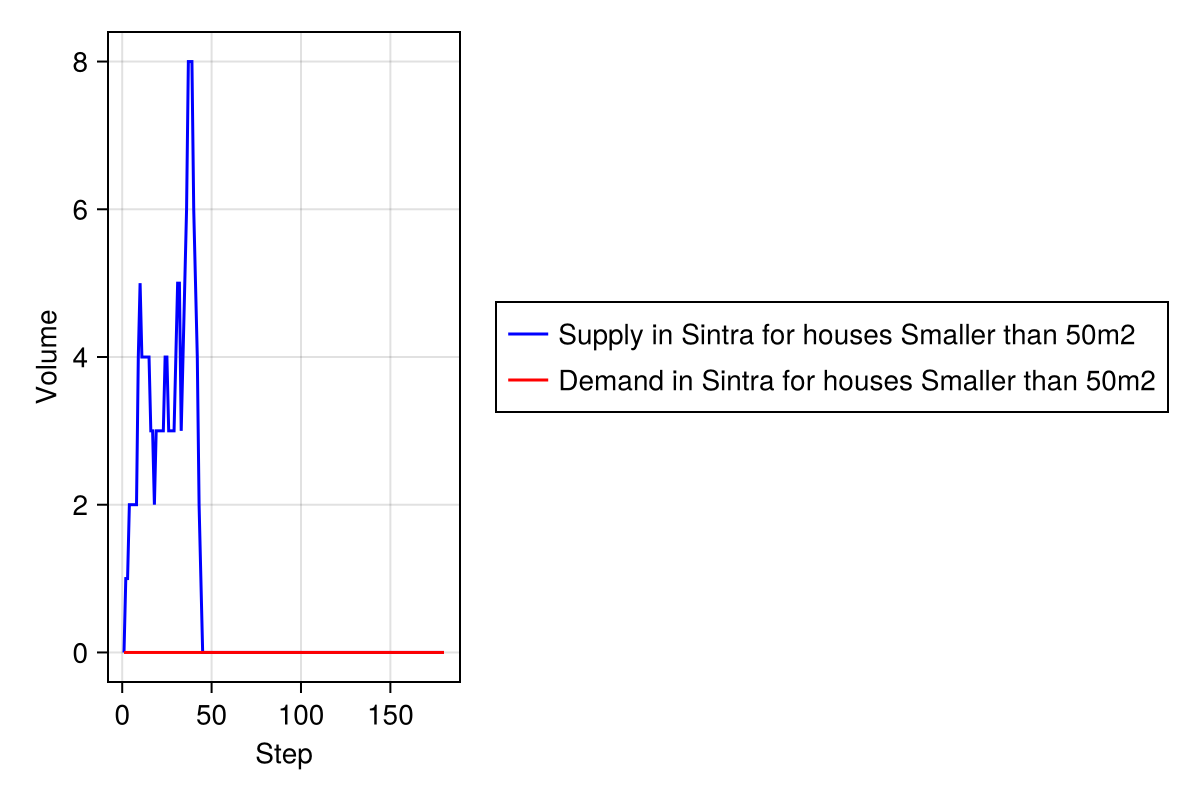 8
6
4
2
0
Volume
0 50 100 150
Step
Supply in Sintra for houses Smaller than 50m2
Demand in Sintra for houses Smaller than 50m2